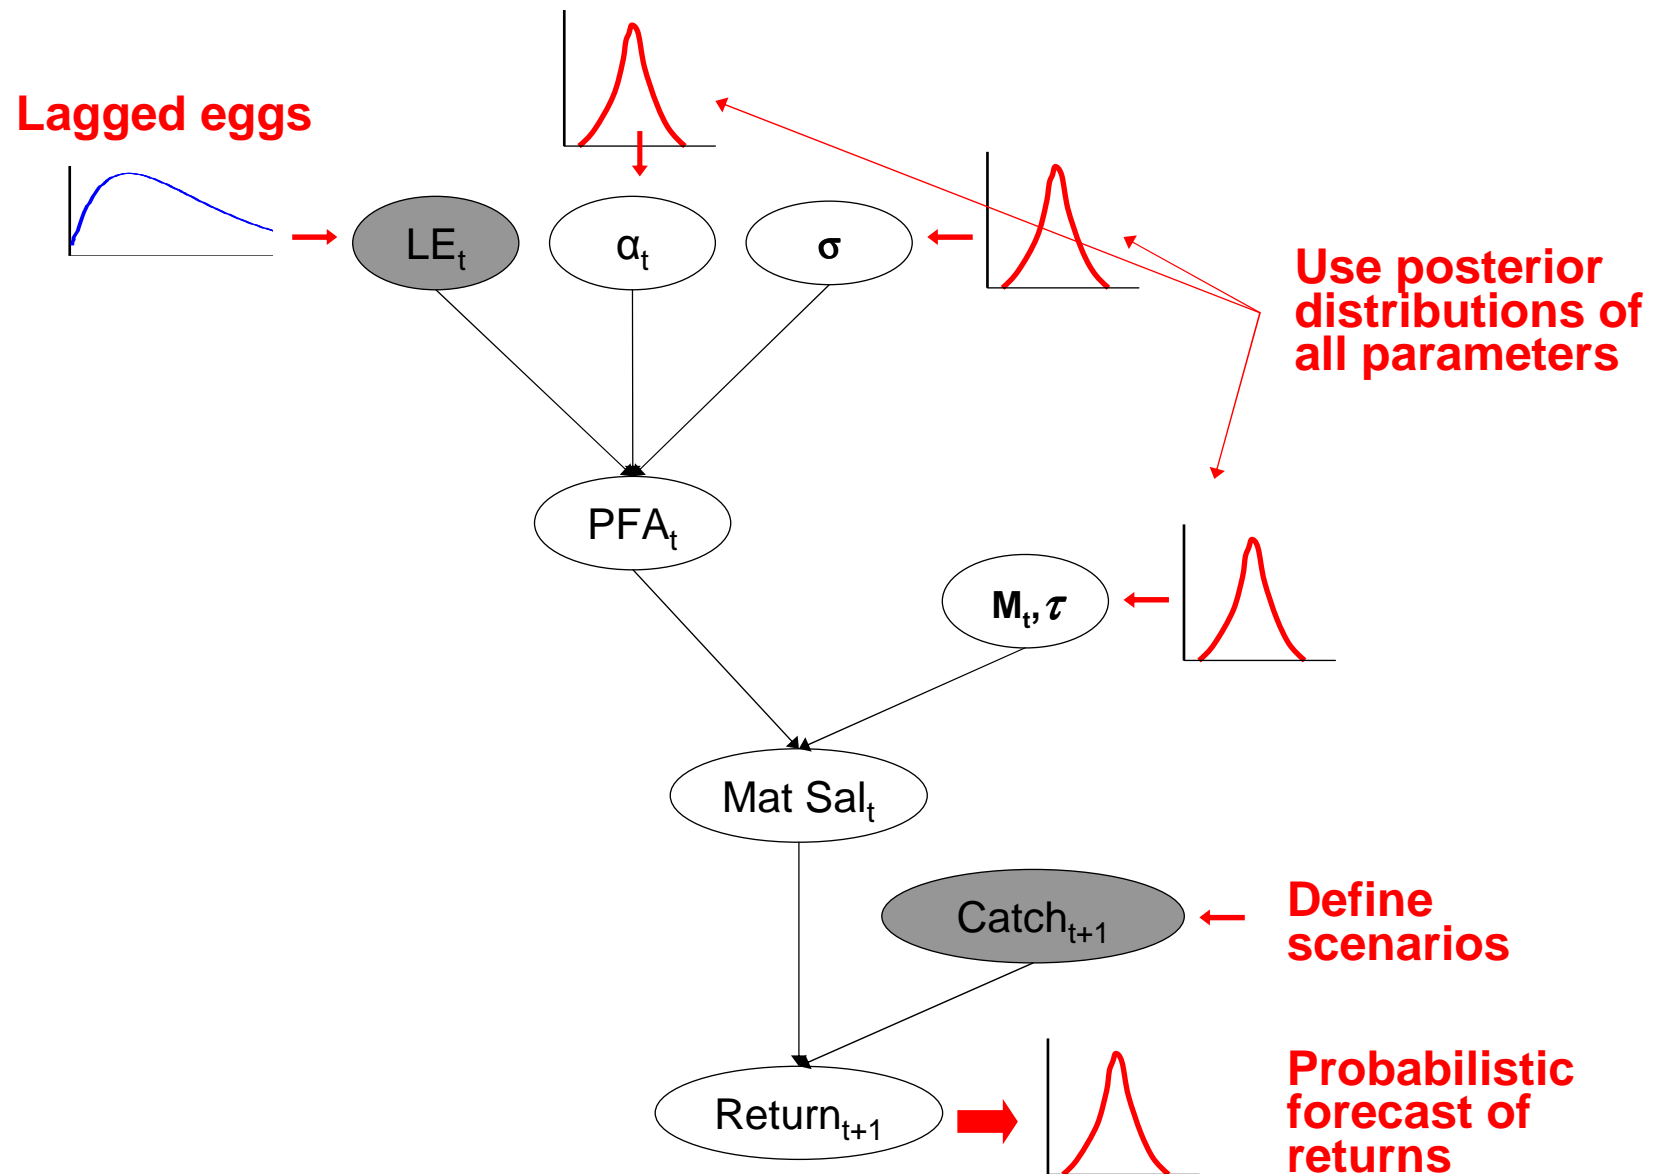 Lagged eggs
LEₜ
αₜ
σ
Use posterior
distributions of
all parameters
PFAₜ
Mₜ, τ
Mat Salₜ
Catchₜ₊₁
Define
scenarios
Returnₜ₊₁
Probabilistic
forecast of
returns